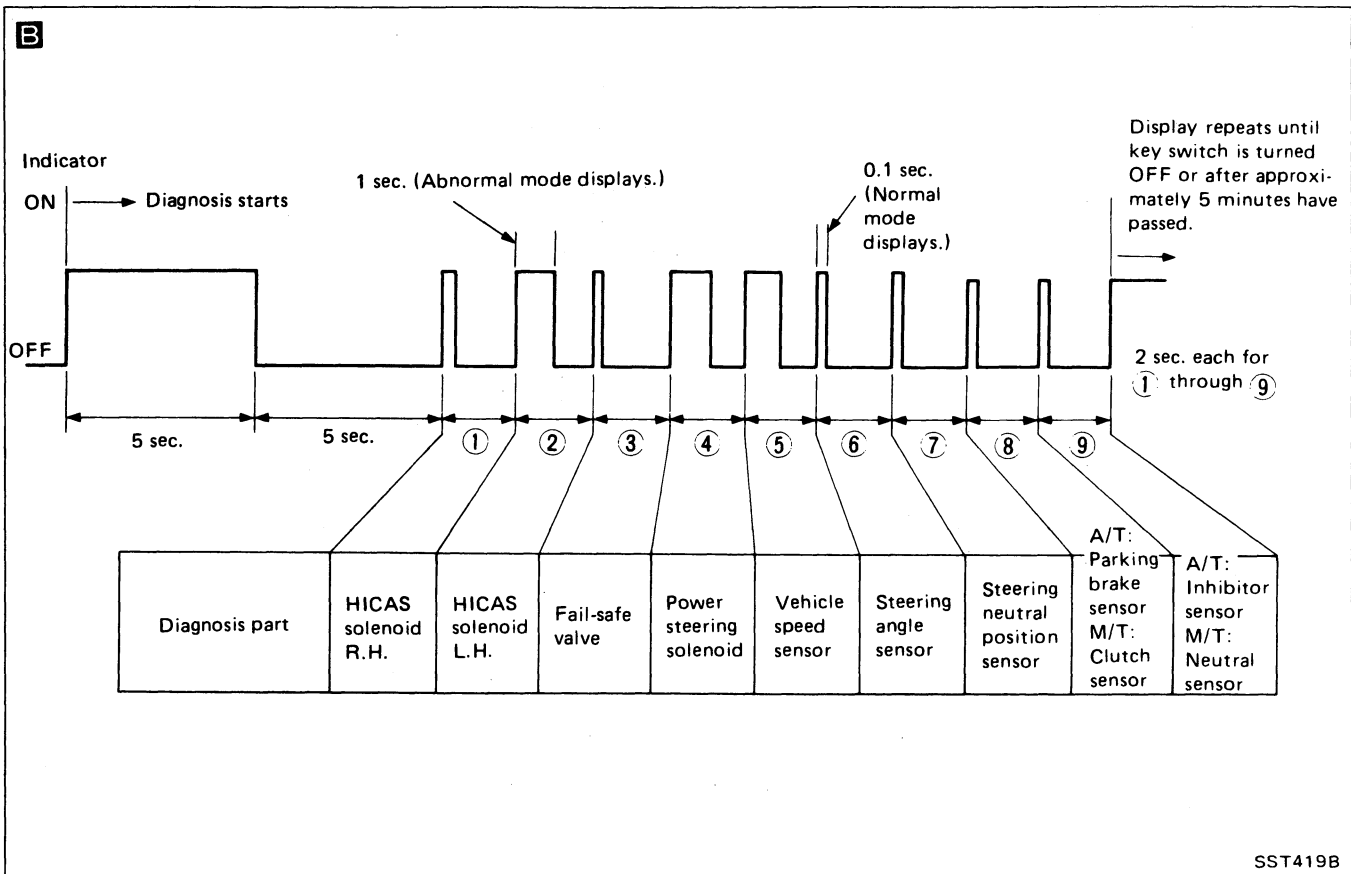 B
Indicator
ON
Diagnosis starts
1 sec. (Abnormal mode displays.)
0.1 sec.
(Normal
mode
displays.)
Display repeats until
key switch is turned
OFF or after approxi-
mately 5 minutes have
passed.
OFF
2 sec. each for
① through ⑨
5 sec.
5 sec.
①
②
③
④
⑤
⑥
⑦
⑧
⑨
Diagnosis part
HICAS
solenoid
R.H.
HICAS
solenoid
L.H.
Fail-safe
valve
Power
steering
solenoid
Vehicle
speed
sensor
Steering
angle
sensor
Steering
neutral
position
sensor
A/T:
Parking
brake
sensor
M/T:
Clutch
sensor
A/T:
Inhibitor
sensor
M/T:
Neutral
sensor
SST419B